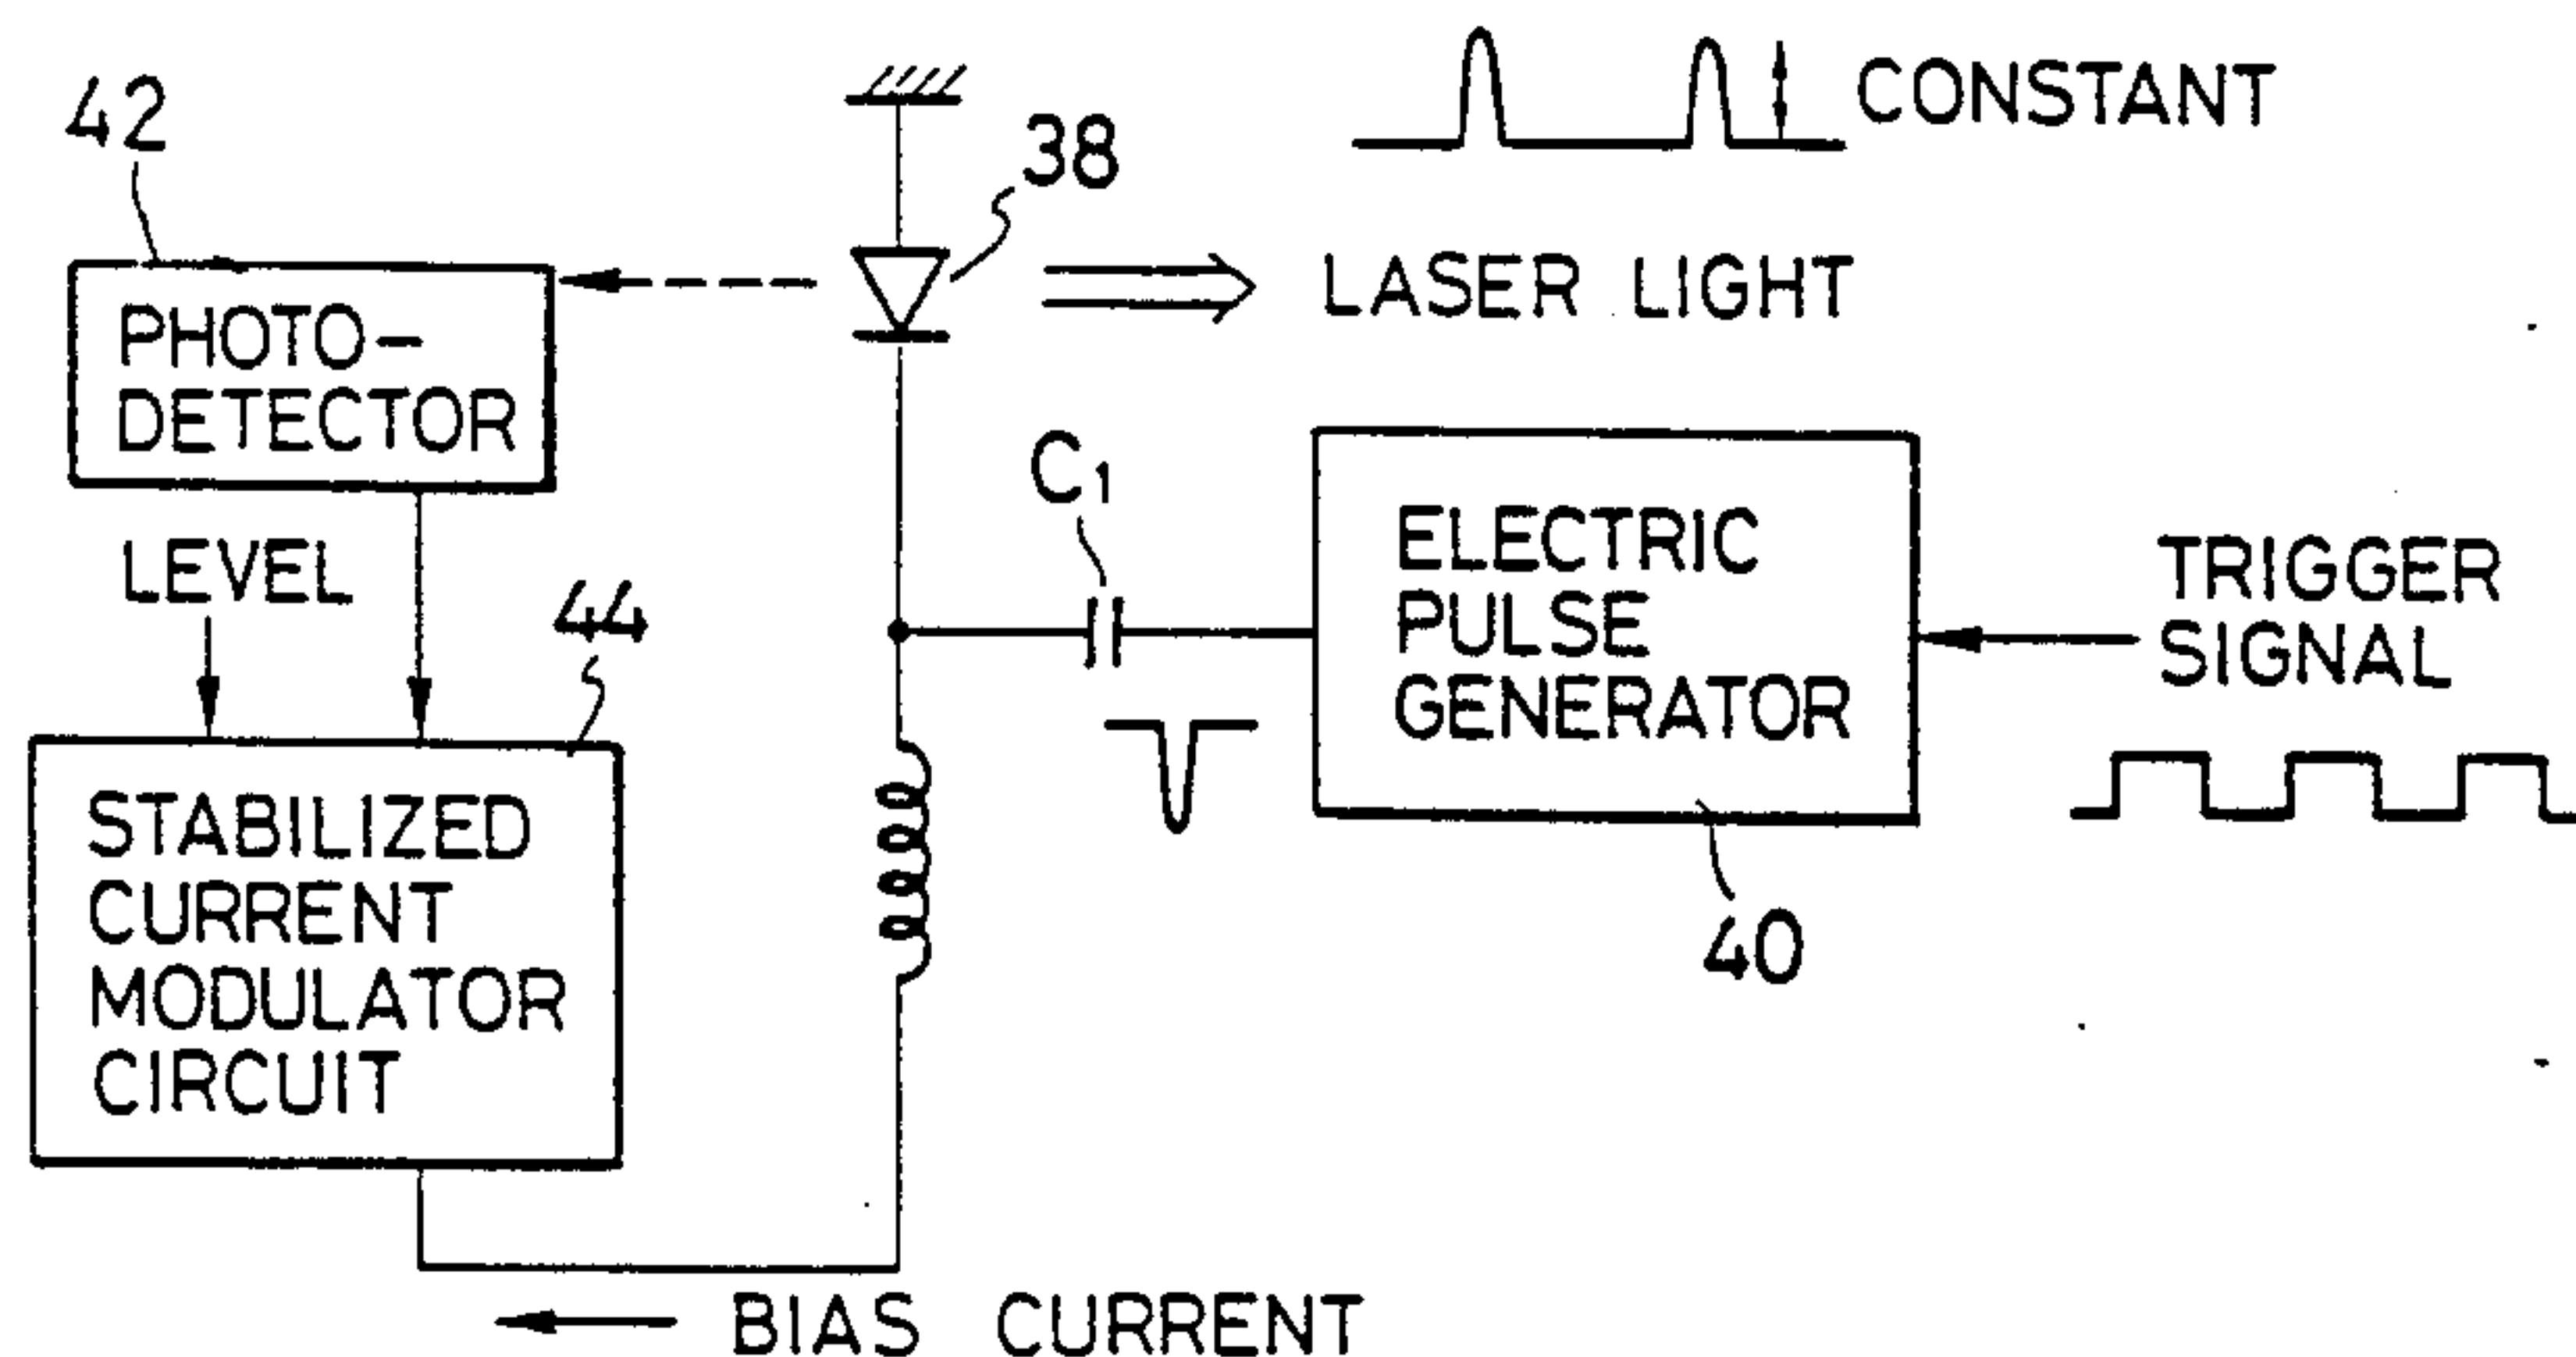 42
38
CONSTANT
PHOTO-
DETECTOR
LASER LIGHT
LEVEL
44
C1
ELECTRIC
PULSE
GENERATOR
TRIGGER
SIGNAL
STABILIZED
CURRENT
MODULATOR
CIRCUIT
40
BIAS CURRENT